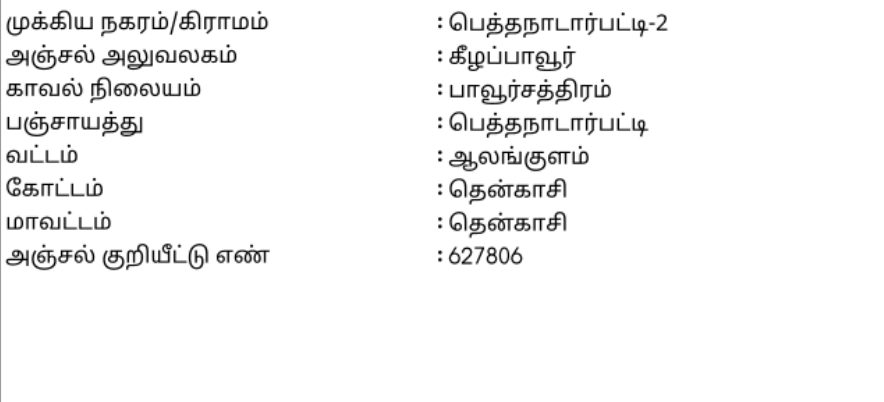 முக்கிய நகரம்/கிராமம் : பெத்தநாடார்பட்டி-2
அஞ்சல் அலுவலகம் : கீழப்பாவூர்
காவல் நிலையம் : பாவூர்சத்திரம்
பஞ்சாயத்து : பெத்தநாடார்பட்டி
வட்டம் : ஆலங்குளம்
கோட்டம் : தென்காசி
மாவட்டம் : தென்காசி
அஞ்சல் குறியீட்டு எண் : 627806